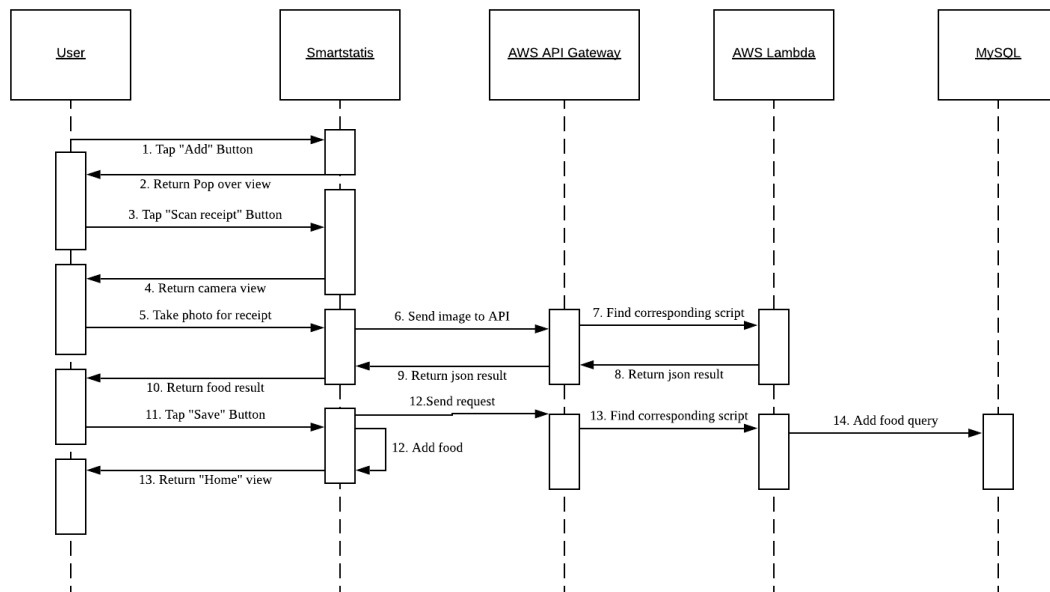 User
Smartstatis
AWS API Gateway
AWS Lambda
MySQL
1. Tap "Add" Button
2. Return Pop over view
3. Tap "Scan receipt" Button
4. Return camera view
5. Take photo for receipt
6. Send image to API
7. Find corresponding script
8. Return json result
9. Return json result
10. Return food result
11. Tap "Save" Button
12.Send request
13. Find corresponding script
14. Add food query
12. Add food
13. Return "Home" view